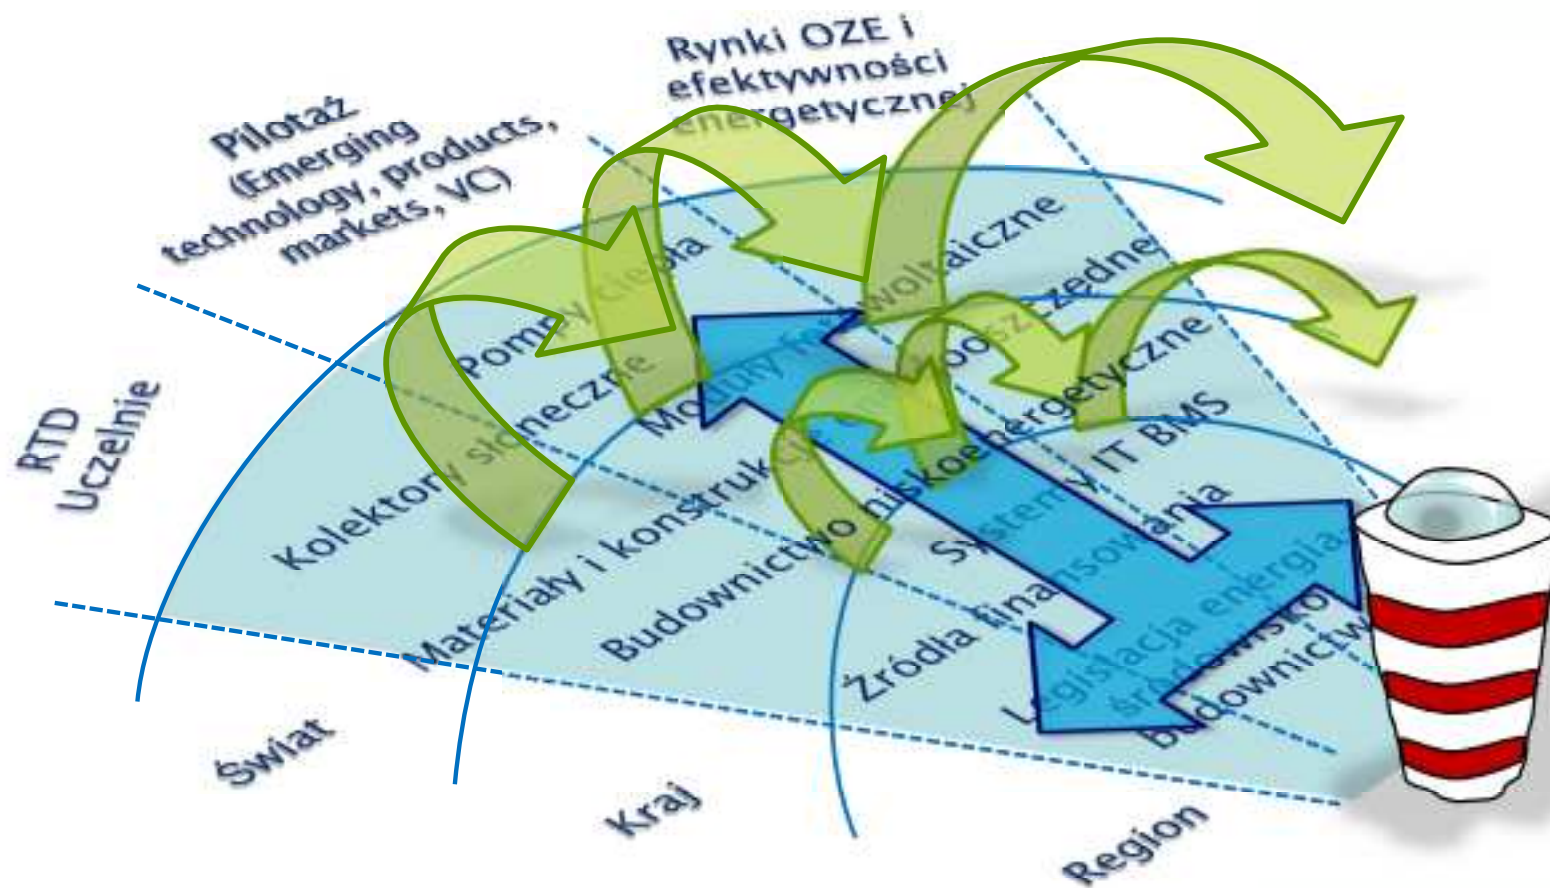 Rynki OZE i
efektywności
energetycznej
Pilotaż
(Emerging
technology, products,
markets, VC)
RTD
Uczelnie
Pompy ciepła
Kolektory słoneczne
Moduły fotowoltaiczne
Materiały i konstrukcje
Budownictwo niskoenergetyczne
Systemy IT BMS
Źródła finansowania
Legislacja energia,
środowisko
budownictwo
Świat
Kraj
Region